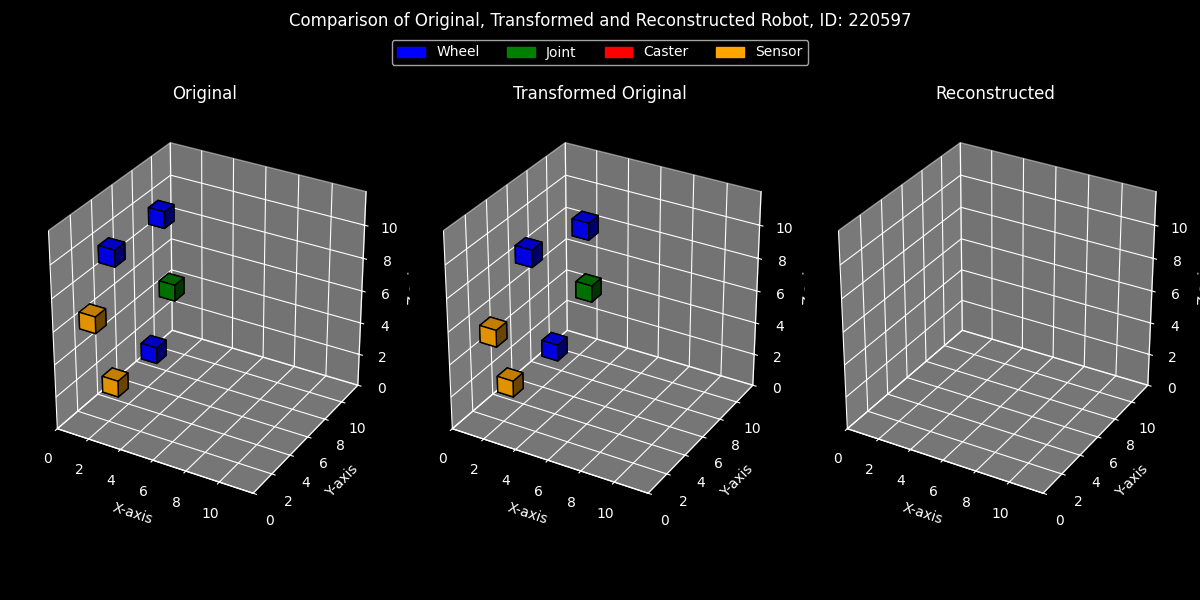 Comparison of Original, Transformed and Reconstructed Robot, ID: 220597
Wheel Joint Caster Sensor
Original Transformed Original Reconstructed
10 10 10
8 8 8
6 6 6
4 4 4
2 2 2
0 0 0
0 2 4 6 8 10 0 2 4 6 8 10 0 2 4 6 8 10
0 2 4 6 8 10 0 2 4 6 8 10 0 2 4 6 8 10
X-axis Y-axis X-axis Y-axis X-axis Y-axis